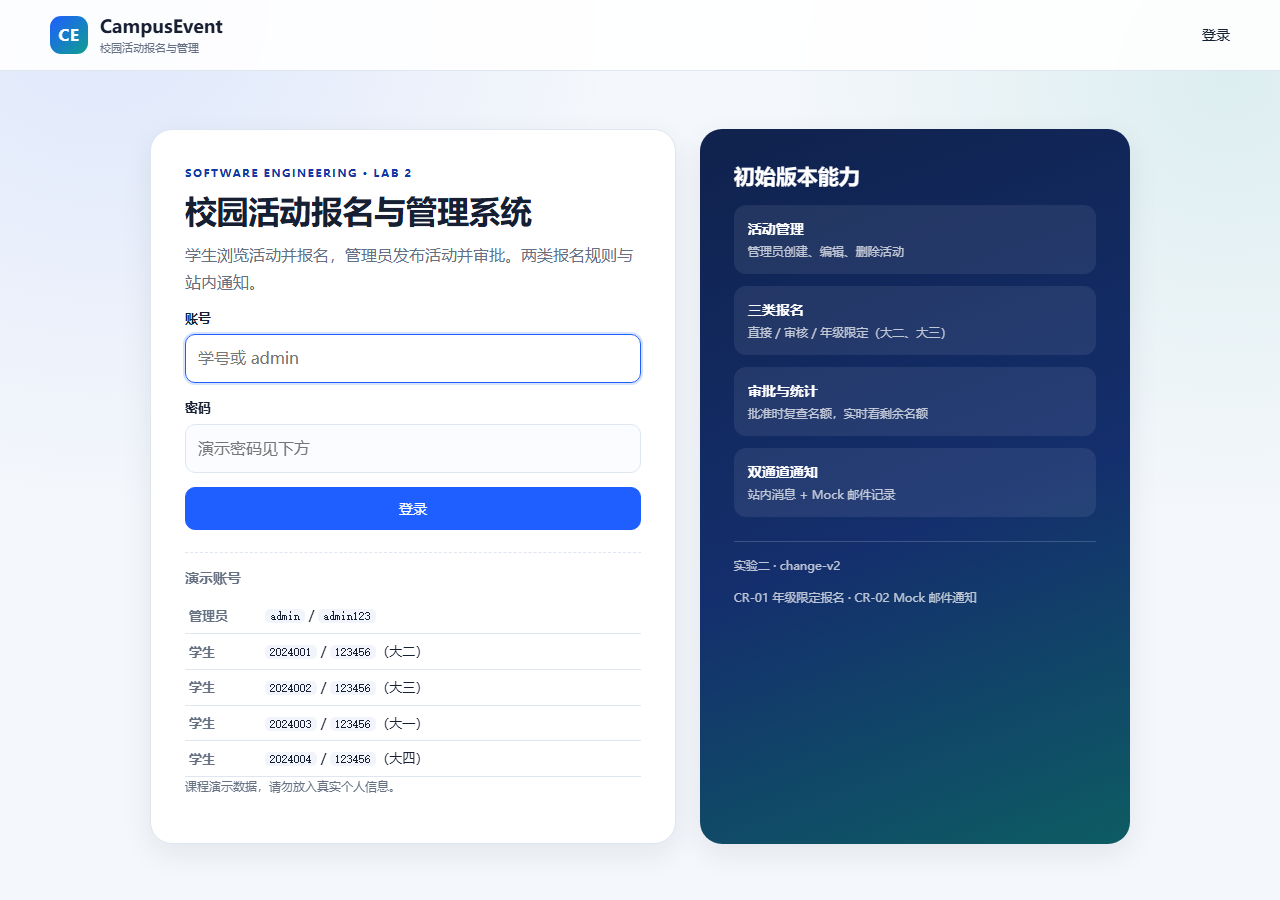 CE
CampusEvent
校园活动报名与管理
登录
SOFTWARE ENGINEERING • LAB 2
校园活动报名与管理系统
学生浏览活动并报名，管理员发布活动并审批。两类报名规则与
站内通知。
账号
学号或 admin
密码
演示密码见下方
登录
演示账号
管理员 admin / admin123
学生 2024001 / 123456 （大二）
学生 2024002 / 123456 （大三）
学生 2024003 / 123456 （大一）
学生 2024004 / 123456 （大四）
课程演示数据，请勿放入真实个人信息。
初始版本能力
活动管理
管理员创建、编辑、删除活动
三类报名
直接 / 审核 / 年级限定（大二、大三）
审批与统计
批准时复查名额，实时看剩余名额
双通道通知
站内消息 + Mock 邮件记录
实验二 · change-v2
CR-01 年级限定报名 · CR-02 Mock 邮件通知